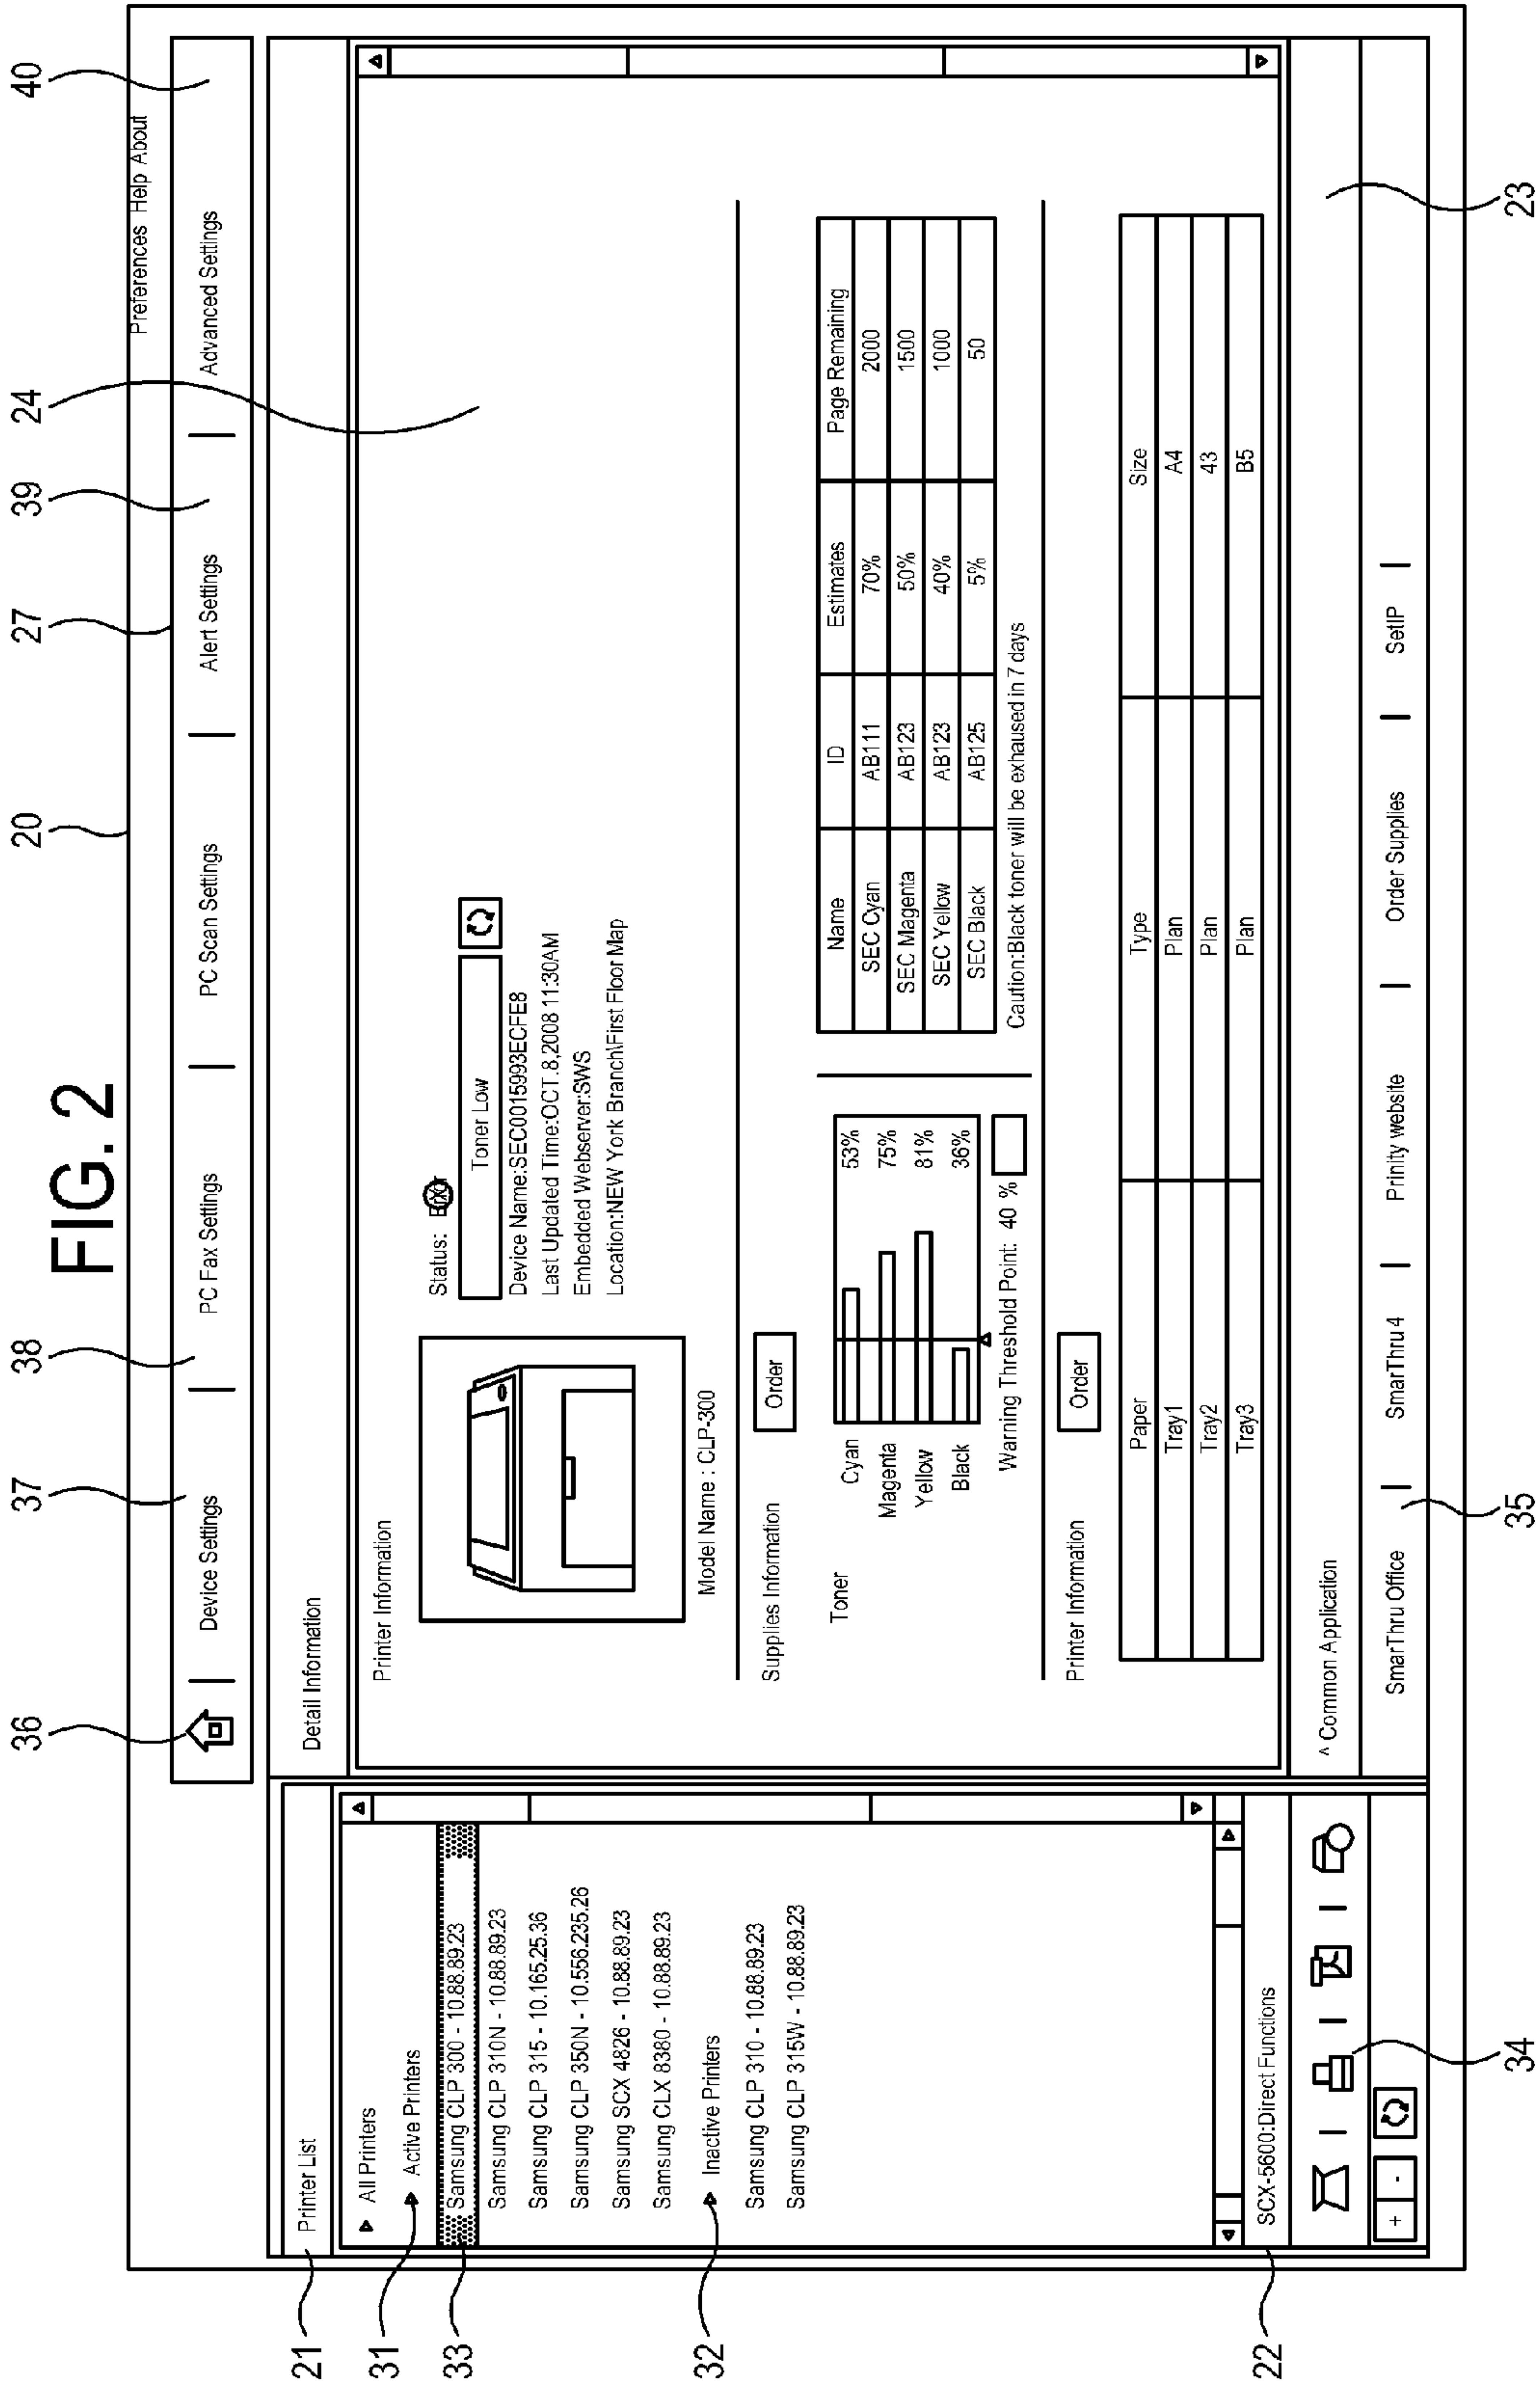 FIG. 2
20
27
36
37
38
39
24
40
Preferences Help About
Device Settings | PC Fax Settings | PC Scan Settings | Alert Settings | Advanced Settings
21
Printer List
All Printers
31
Active Printers
33
Samsung CLP 300 - 10.88.89.23
Samsung CLP 310N - 10.88.89.23
Samsung CLP 315 - 10.165.25.36
Samsung CLP 350N - 10.556.235.26
Samsung SCX 4826 - 10.88.89.23
Samsung CLX 8380 - 10.88.89.23
32
Inactive Printers
Samsung CLP 310 - 10.88.89.23
Samsung CLP 315W - 10.88.89.23
22
SCX-5600:Direct Functions
+ -
34
Detail Information
Printer Information
Model Name : CLP-300
Status: Error
Toner Low
Device Name:SEC0015993ECFE8
Last Updated Time:OCT.8,2008 11:30AM
Embedded Webserver:SWS
Location:NEW York Branch\First Floor Map
Supplies Information Order
Toner
Cyan 53%
Magenta 75%
Yellow 81%
Black 36%
Warning Threshold Point: 40 %
Name ID Estimates Page Remaining
SEC Cyan AB111 70% 2000
SEC Magenta AB123 50% 1500
SEC Yellow AB123 40% 1000
SEC Black AB125 5% 50
Caution:Black toner will be exhaused in 7 days
Printer Information Order
Paper Type Size
Tray1 Plan A4
Tray2 Plan 43
Tray3 Plan B5
^ Common Application
23
SmarThru Office | SmarThru 4 | Prinity website | Order Supplies | SetIP |
35